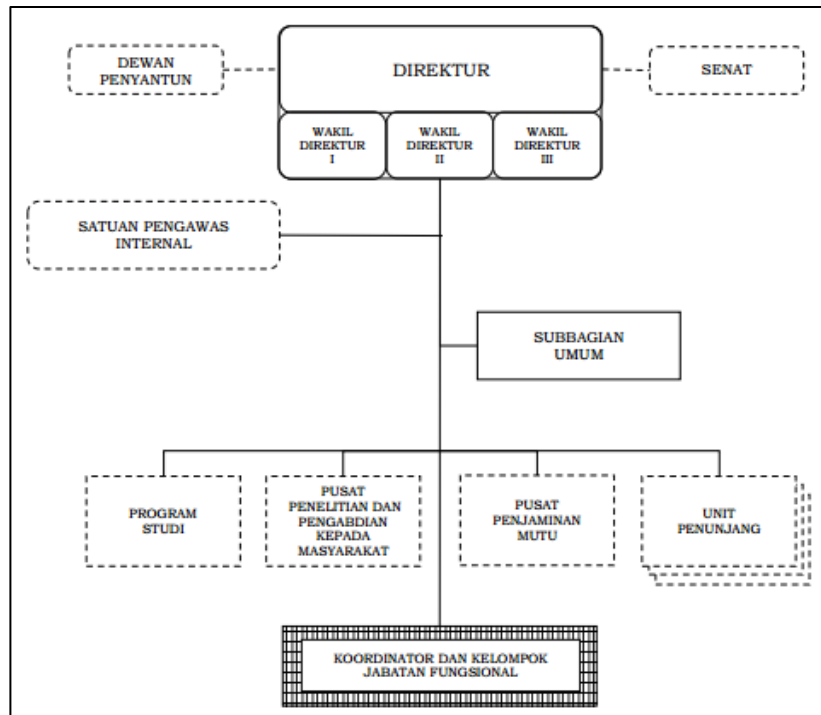 DEWAN
PENYANTUN
DIREKTUR
SENAT
WAKIL
DIREKTUR
I
WAKIL
DIREKTUR
II
WAKIL
DIREKTUR
III
SATUAN PENGAWAS
INTERNAL
SUBBAGIAN
UMUM
PROGRAM
STUDI
PUSAT
PENELITIAN DAN
PENGABDIAN
KEPADA
MASYARAKAT
PUSAT
PENJAMINAN
MUTU
UNIT
PENUNJANG
KOORDINATOR DAN KELOMPOK
JABATAN FUNGSIONAL